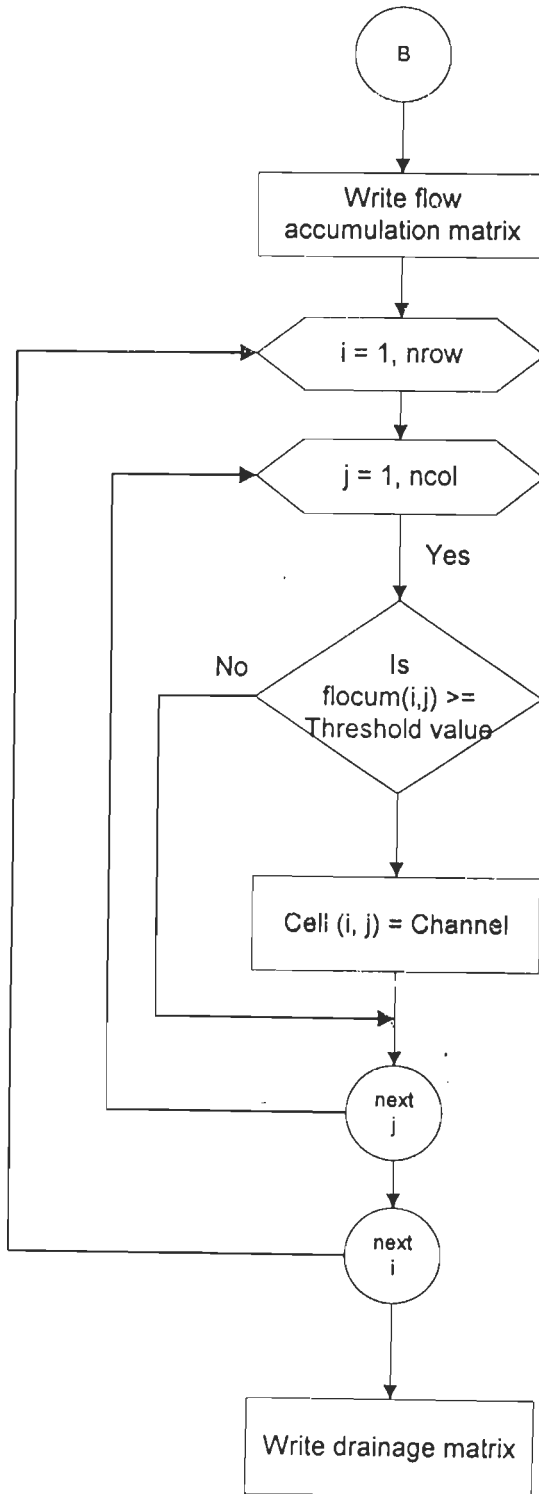 B
Write flow
accumulation matrix
i = 1, nrow
j = 1, ncol
Yes
No
Is
flocum(i,j) >=
Threshold value
Cell (i, j) = Channel
next
j
next
i
Write drainage matrix